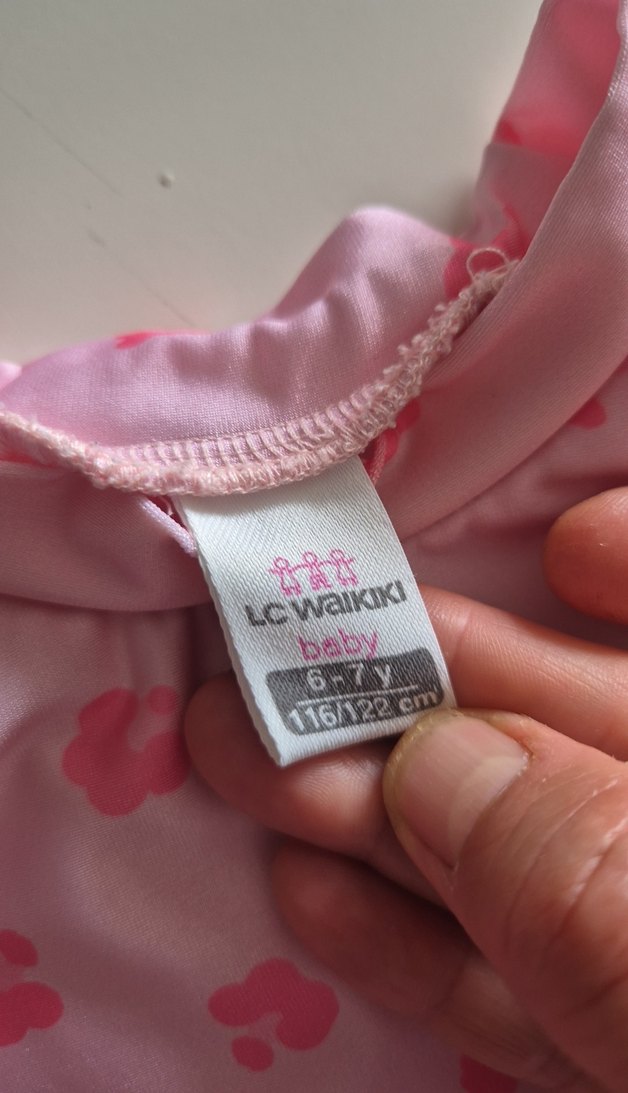 LC WAIKIKI
baby
6 - 7 y
116/122 cm